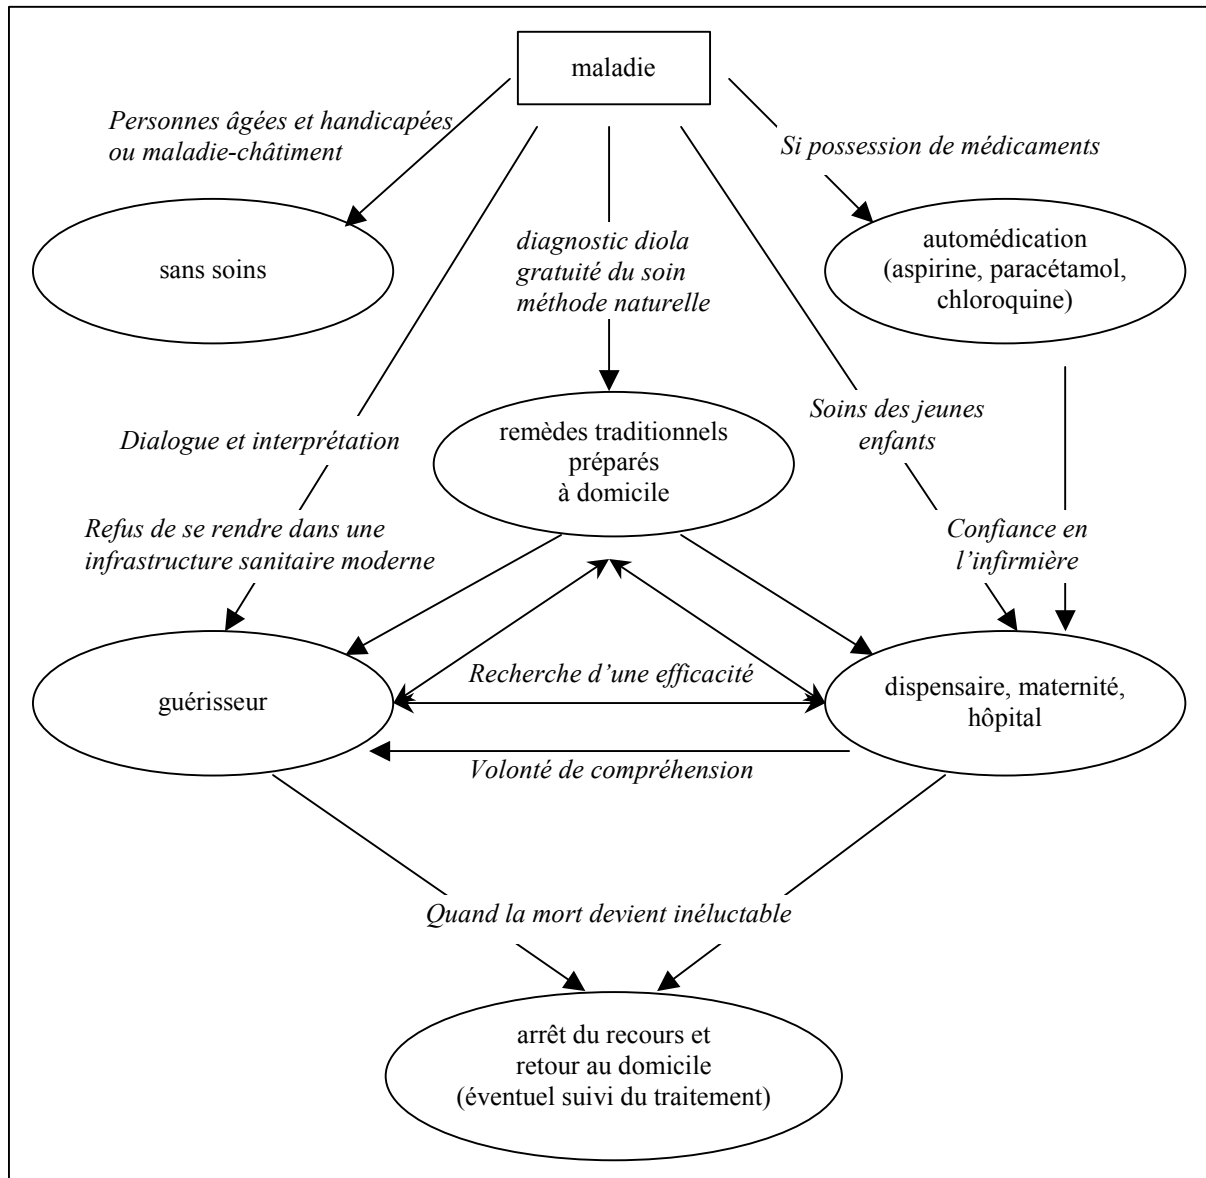 maladie
Personnes âgées et handicapées
ou maladie-châtiment
Si possession de médicaments
sans soins
diagnostic diola
gratuité du soin
méthode naturelle
automédication
(aspirine, paracétamol,
chloroquine)
Dialogue et interprétation
remèdes traditionnels
préparés
à domicile
Soins des jeunes
enfants
Refus de se rendre dans une
infrastructure sanitaire moderne
Confiance en
l’infirmière
guérisseur
Recherche d’une efficacité
dispensaire, maternité,
hôpital
Volonté de compréhension
Quand la mort devient inéluctable
arrêt du recours et
retour au domicile
(éventuel suivi du traitement)